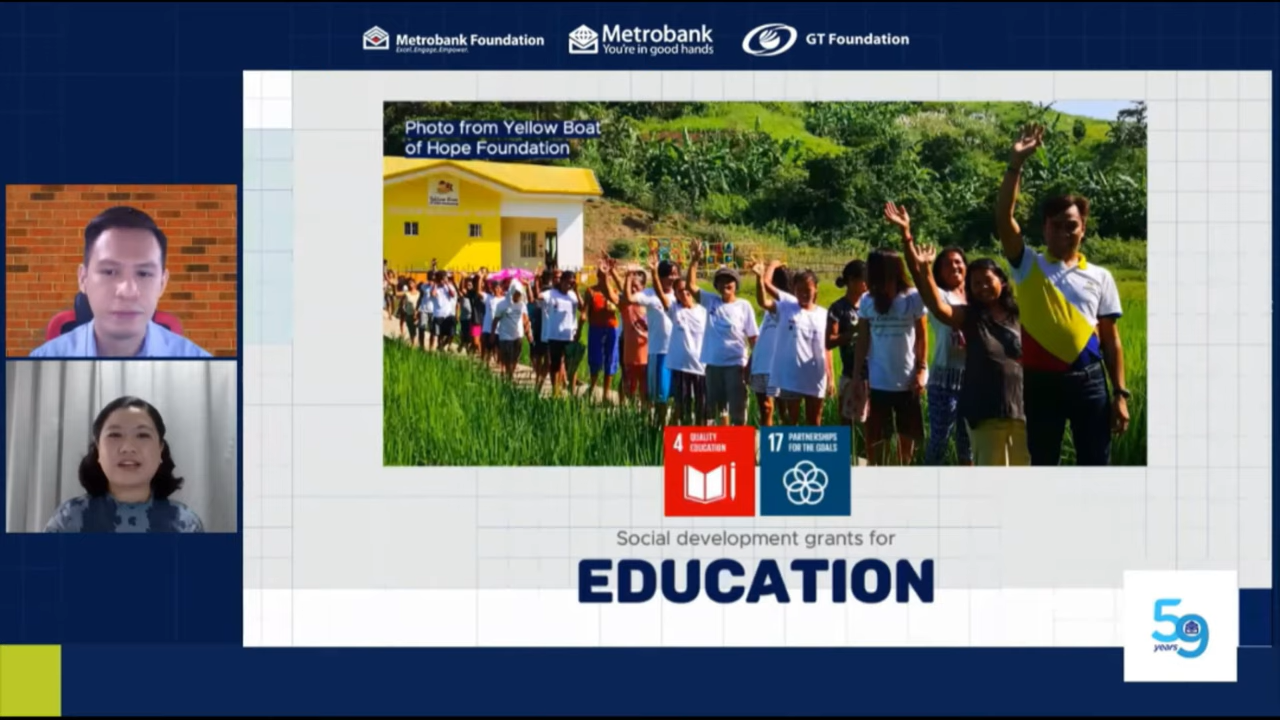 Metrobank Foundation
Excel. Engage. Empower.
Metrobank
You're in good hands
GT Foundation
Photo from Yellow Boat
of Hope Foundation
4 QUALITY
EDUCATION
17 PARTNERSHIPS
FOR THE GOALS
Social development grants for
EDUCATION
59
years